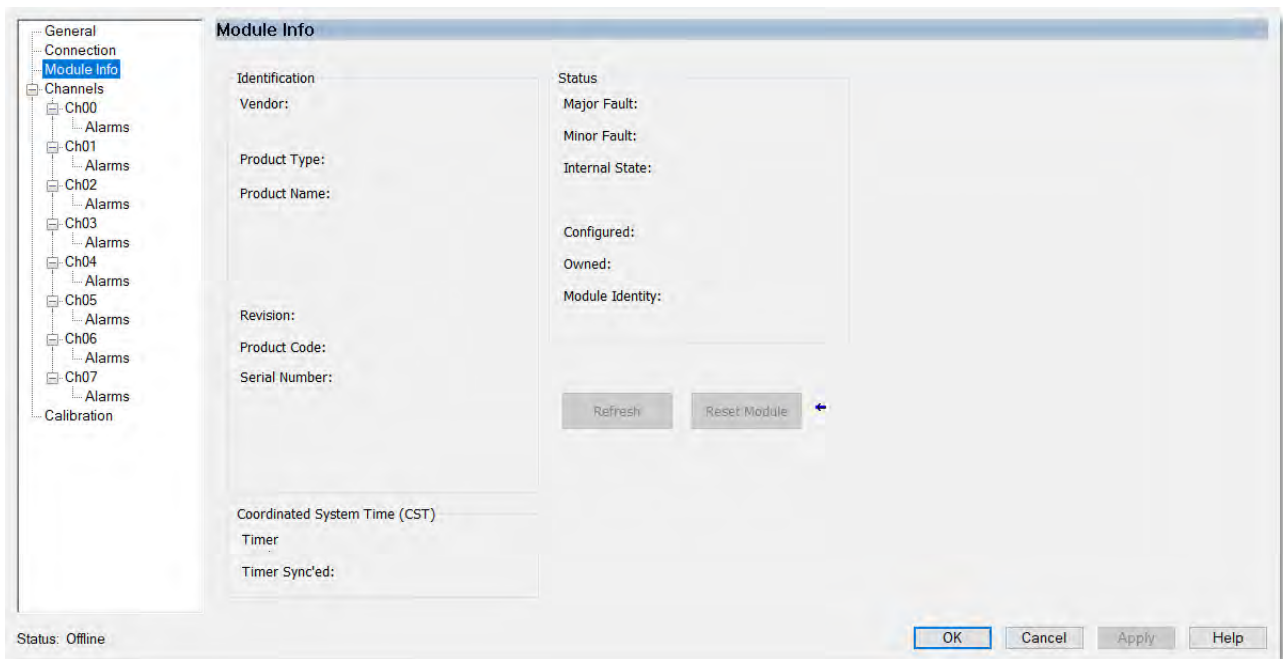 General
Connection
Module Info
Channels
Ch00
Alarms
Ch01
Alarms
Ch02
Alarms
Ch03
Alarms
Ch04
Alarms
Ch05
Alarms
Ch06
Alarms
Ch07
Alarms
Calibration
Module Info
Identification
Vendor:
Product Type:
Product Name:
Revision:
Product Code:
Serial Number:
Coordinated System Time (CST)
Timer
Timer Sync'ed:
Status
Major Fault:
Minor Fault:
Internal State:
Configured:
Owned:
Module Identity:
Refresh
Reset Module
Status: Offline
OK
Cancel
Apply
Help